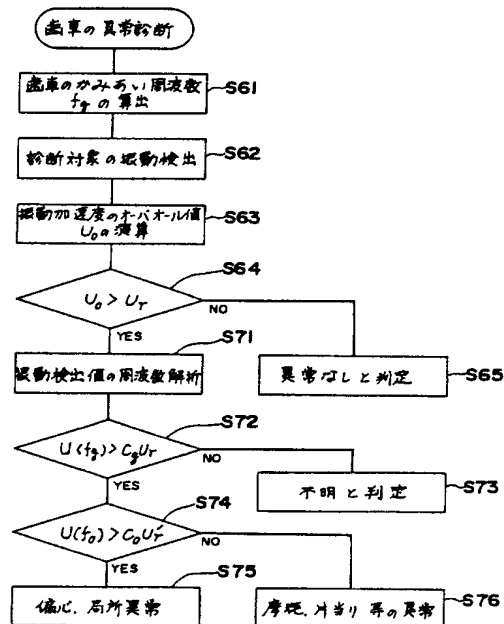 歯車の異常診断
歯車のかみあい周波数
fg の算出
S61
診断対象の振動検出
S62
振動加速度のオーバオール値
U0の演算
S63
S64
U0 > Ur
NO
YES
S71
異常なしと判定
S65
振動検出値の周波数解析
S72
U(fg)>CgUr
NO
YES
不明と判定
S73
S74
U(f0)>C0Ur'
NO
YES
S75
偏心、局所異常
摩耗、片当り等の異常
S76